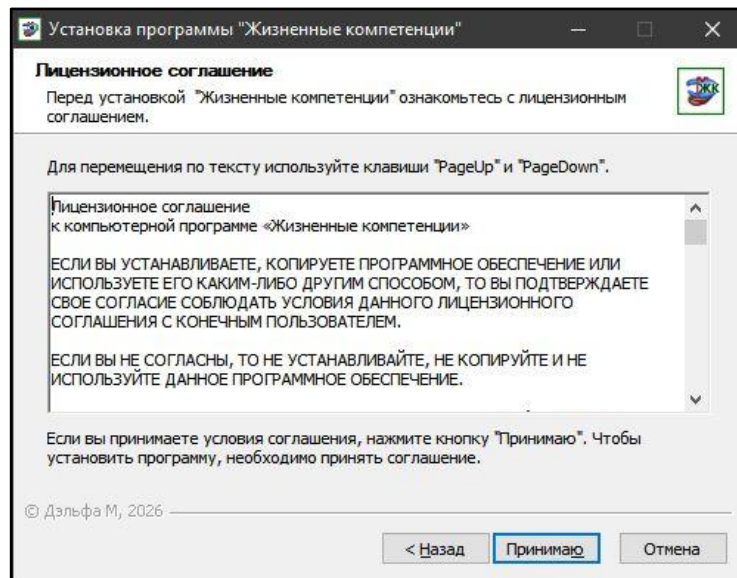 Установка программы "Жизненные компетенции"
Лицензионное соглашение
Перед установкой "Жизненные компетенции" ознакомьтесь с лицензионным
соглашением.
ДЖК
Для перемещения по тексту используйте клавиши "PageUp" и "PageDown".
Лицензионное соглашение
к компьютерной программе «Жизненные компетенции»
ЕСЛИ ВЫ УСТАНАВЛИВАЕТЕ, КОПИРУЕТЕ ПРОГРАММНОЕ ОБЕСПЕЧЕНИЕ ИЛИ
ИСПОЛЬЗУЕТЕ ЕГО КАКИМ-ЛИБО ДРУГИМ СПОСОБОМ, ТО ВЫ ПОДТВЕРЖДАЕТЕ
СВОЕ СОГЛАСИЕ СОБЛЮДАТЬ УСЛОВИЯ ДАННОГО ЛИЦЕНЗИОННОГО
СОГЛАШЕНИЯ С КОНЕЧНЫМ ПОЛЬЗОВАТЕЛЕМ.
ЕСЛИ ВЫ НЕ СОГЛАСНЫ, ТО НЕ УСТАНАВЛИВАЙТЕ, НЕ КОПИРУЙТЕ И НЕ
ИСПОЛЬЗУЙТЕ ДАННОЕ ПРОГРАММНОЕ ОБЕСПЕЧЕНИЕ.
Если вы принимаете условия соглашения, нажмите кнопку "Принимаю". Чтобы
установить программу, необходимо принять соглашение.
© Дэльфа М, 2026
< Назад Принимаю Отмена